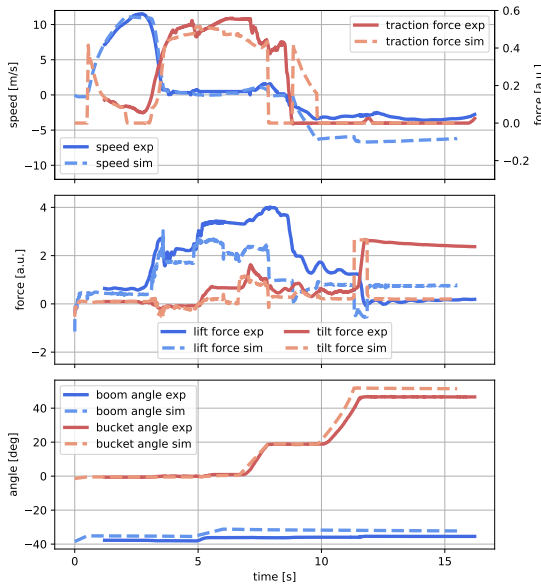 10
5
0
−5
−10
speed [m/s]
0.6
0.4
0.2
0.0
−0.2
force [a.u.]
traction force exp
traction force sim
speed exp
speed sim
4
2
0
−2
force [a.u.]
lift force exp
lift force sim
tilt force exp
tilt force sim
40
20
0
−20
−40
angle [deg]
boom angle exp
boom angle sim
bucket angle exp
bucket angle sim
0 5 10 15
time [s]